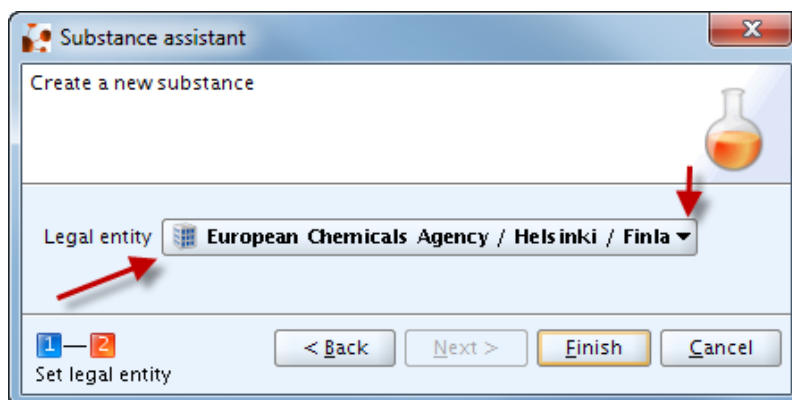 Substance assistant
Create a new substance
Legal entity European Chemicals Agency / Helsinki / Finla
1 2 < Back Next > Finish Cancel
Set legal entity